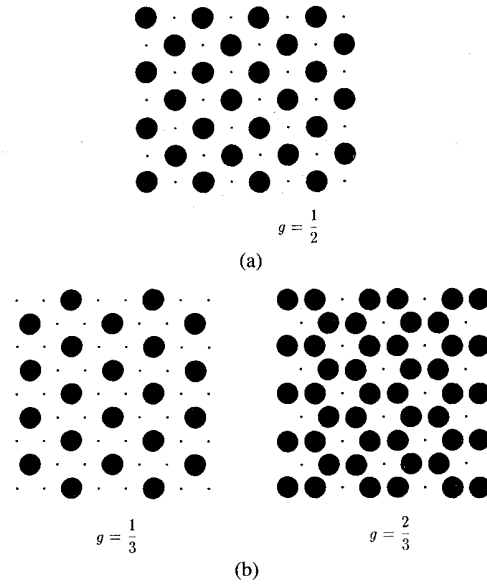 g = 1/2
(a)
g = 1/3
g = 2/3
(b)